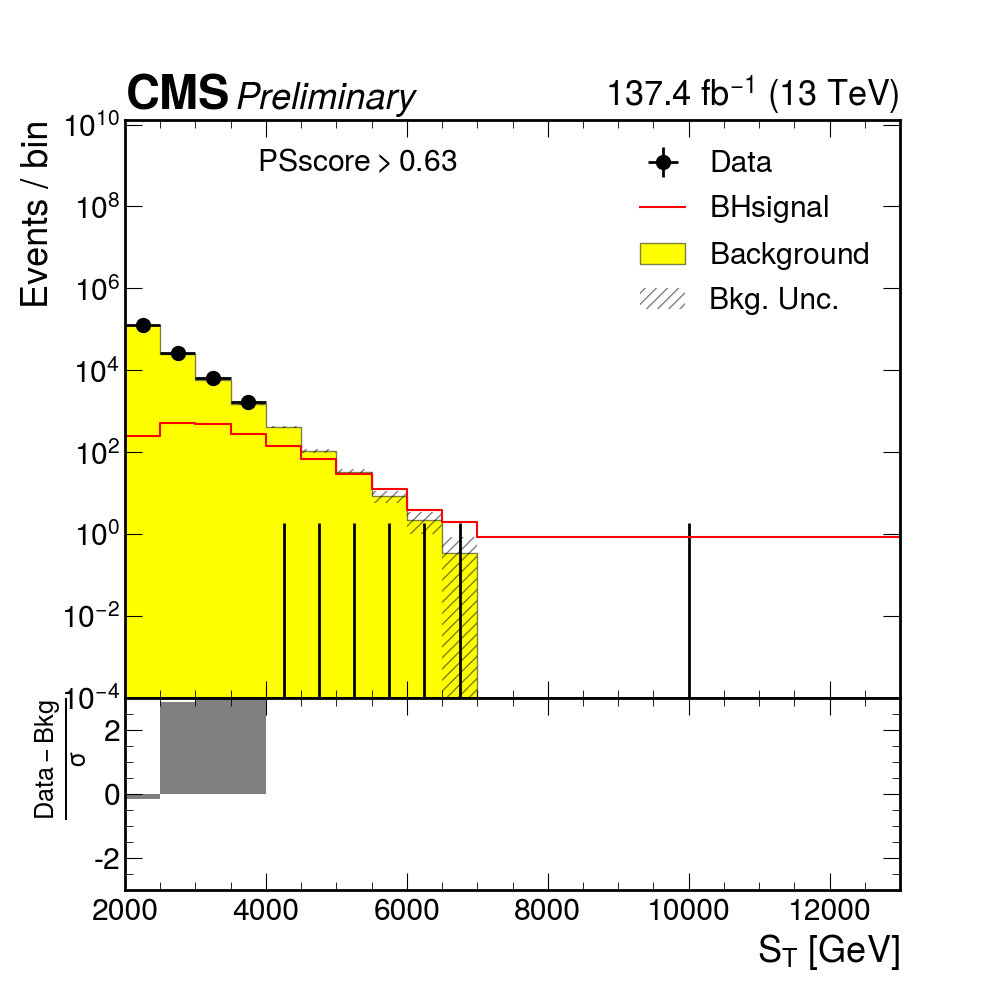 CMS Preliminary 137.4 fb⁻¹ (13 TeV)
Events / bin
10¹⁰
10⁸
10⁶
10⁴
10²
10⁰
10⁻²
10⁻⁴
PSscore > 0.63
Data
BHsignal
Background
Bkg. Unc.
Data – Bkg
σ
2
0
-2
2000 4000 6000 8000 10000 12000
S_T [GeV]